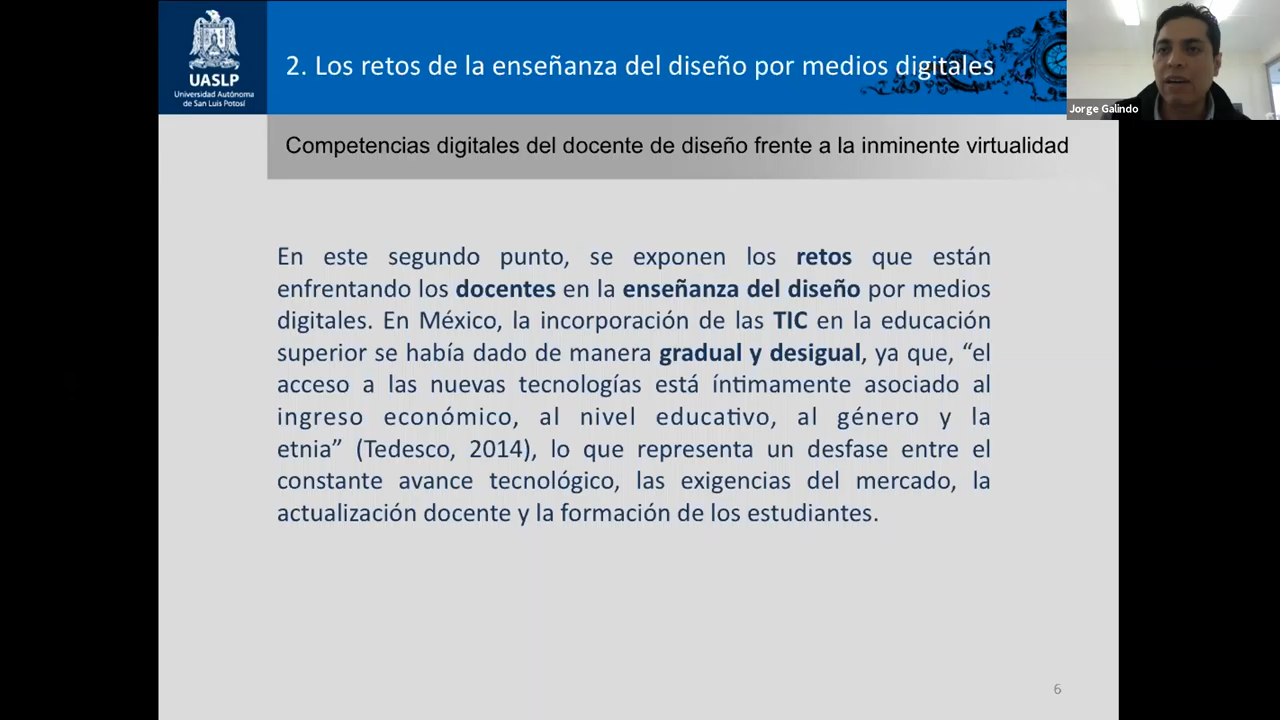 UASLP
Universidad Autónoma
de San Luis Potosí
2. Los retos de la enseñanza del diseño por medios digitales
Jorge Galindo
Competencias digitales del docente de diseño frente a la inminente virtualidad
En este segundo punto, se exponen los retos que están
enfrentando los docentes en la enseñanza del diseño por medios
digitales. En México, la incorporación de las TIC en la educación
superior se había dado de manera gradual y desigual, ya que, “el
acceso a las nuevas tecnologías está íntimamente asociado al
ingreso económico, al nivel educativo, al género y la
etnia” (Tedesco, 2014), lo que representa un desfase entre el
constante avance tecnológico, las exigencias del mercado, la
actualización docente y la formación de los estudiantes.
6